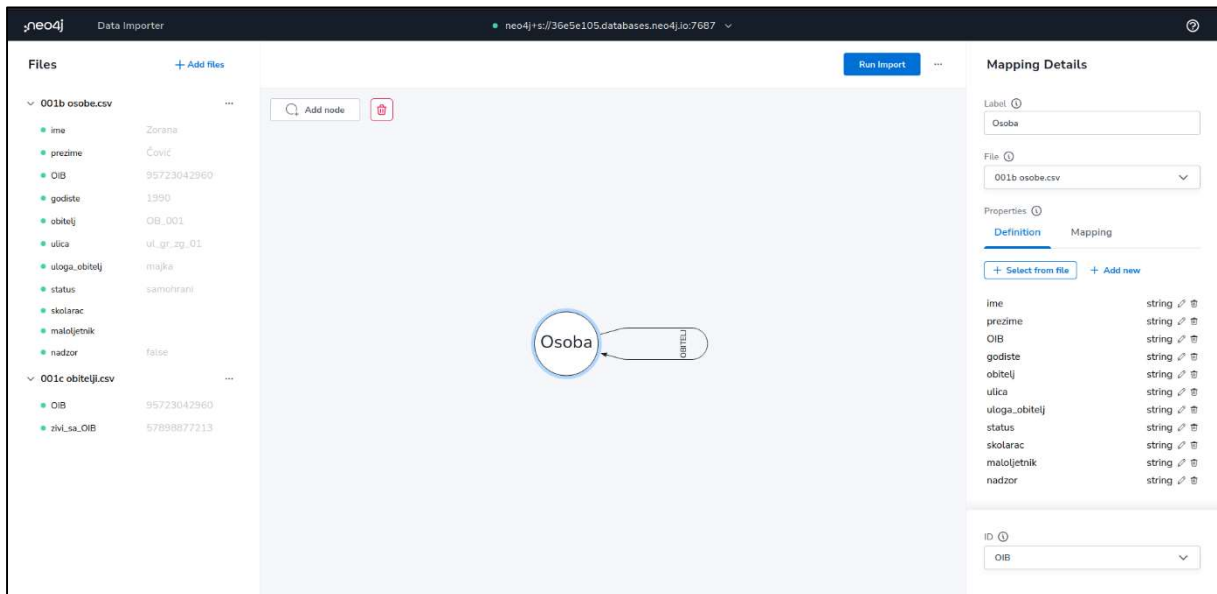 neo4j
Data Importer
neo4j+s://36e5e105.databases.neo4j.io:7687
Files
+ Add files
001b osobe.csv
ime Zorana
prezime Čović
OIB 95723042960
godiste 1990
obitelj OB_001
ulica ul_gr_zg_01
uloga_obitelj majka
status samohrani
skolarac
maloljetnik
nadzor false
001c obitelji.csv
OIB 95723042960
zivi_sa_OIB 57898877213
Run Import
Add node
Osoba
OBITELJ
Mapping Details
Label
Osoba
File
001b osobe.csv
Properties
Definition Mapping
+ Select from file + Add new
ime string
prezime string
OIB string
godiste string
obitelj string
ulica string
uloga_obitelj string
status string
skolarac string
maloljetnik string
nadzor string
ID
OIB